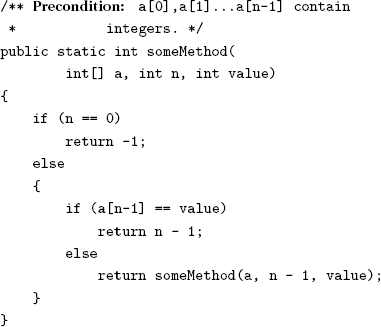 /** Precondition: a[0],a[1]...a[n-1] contain
 *           integers. */
public static int someMethod(
        int[] a, int n, int value)
{
    if (n == 0)
        return -1;
    else
    {
        if (a[n-1] == value)
            return n - 1;
        else
            return someMethod(a, n - 1, value);
    }
}